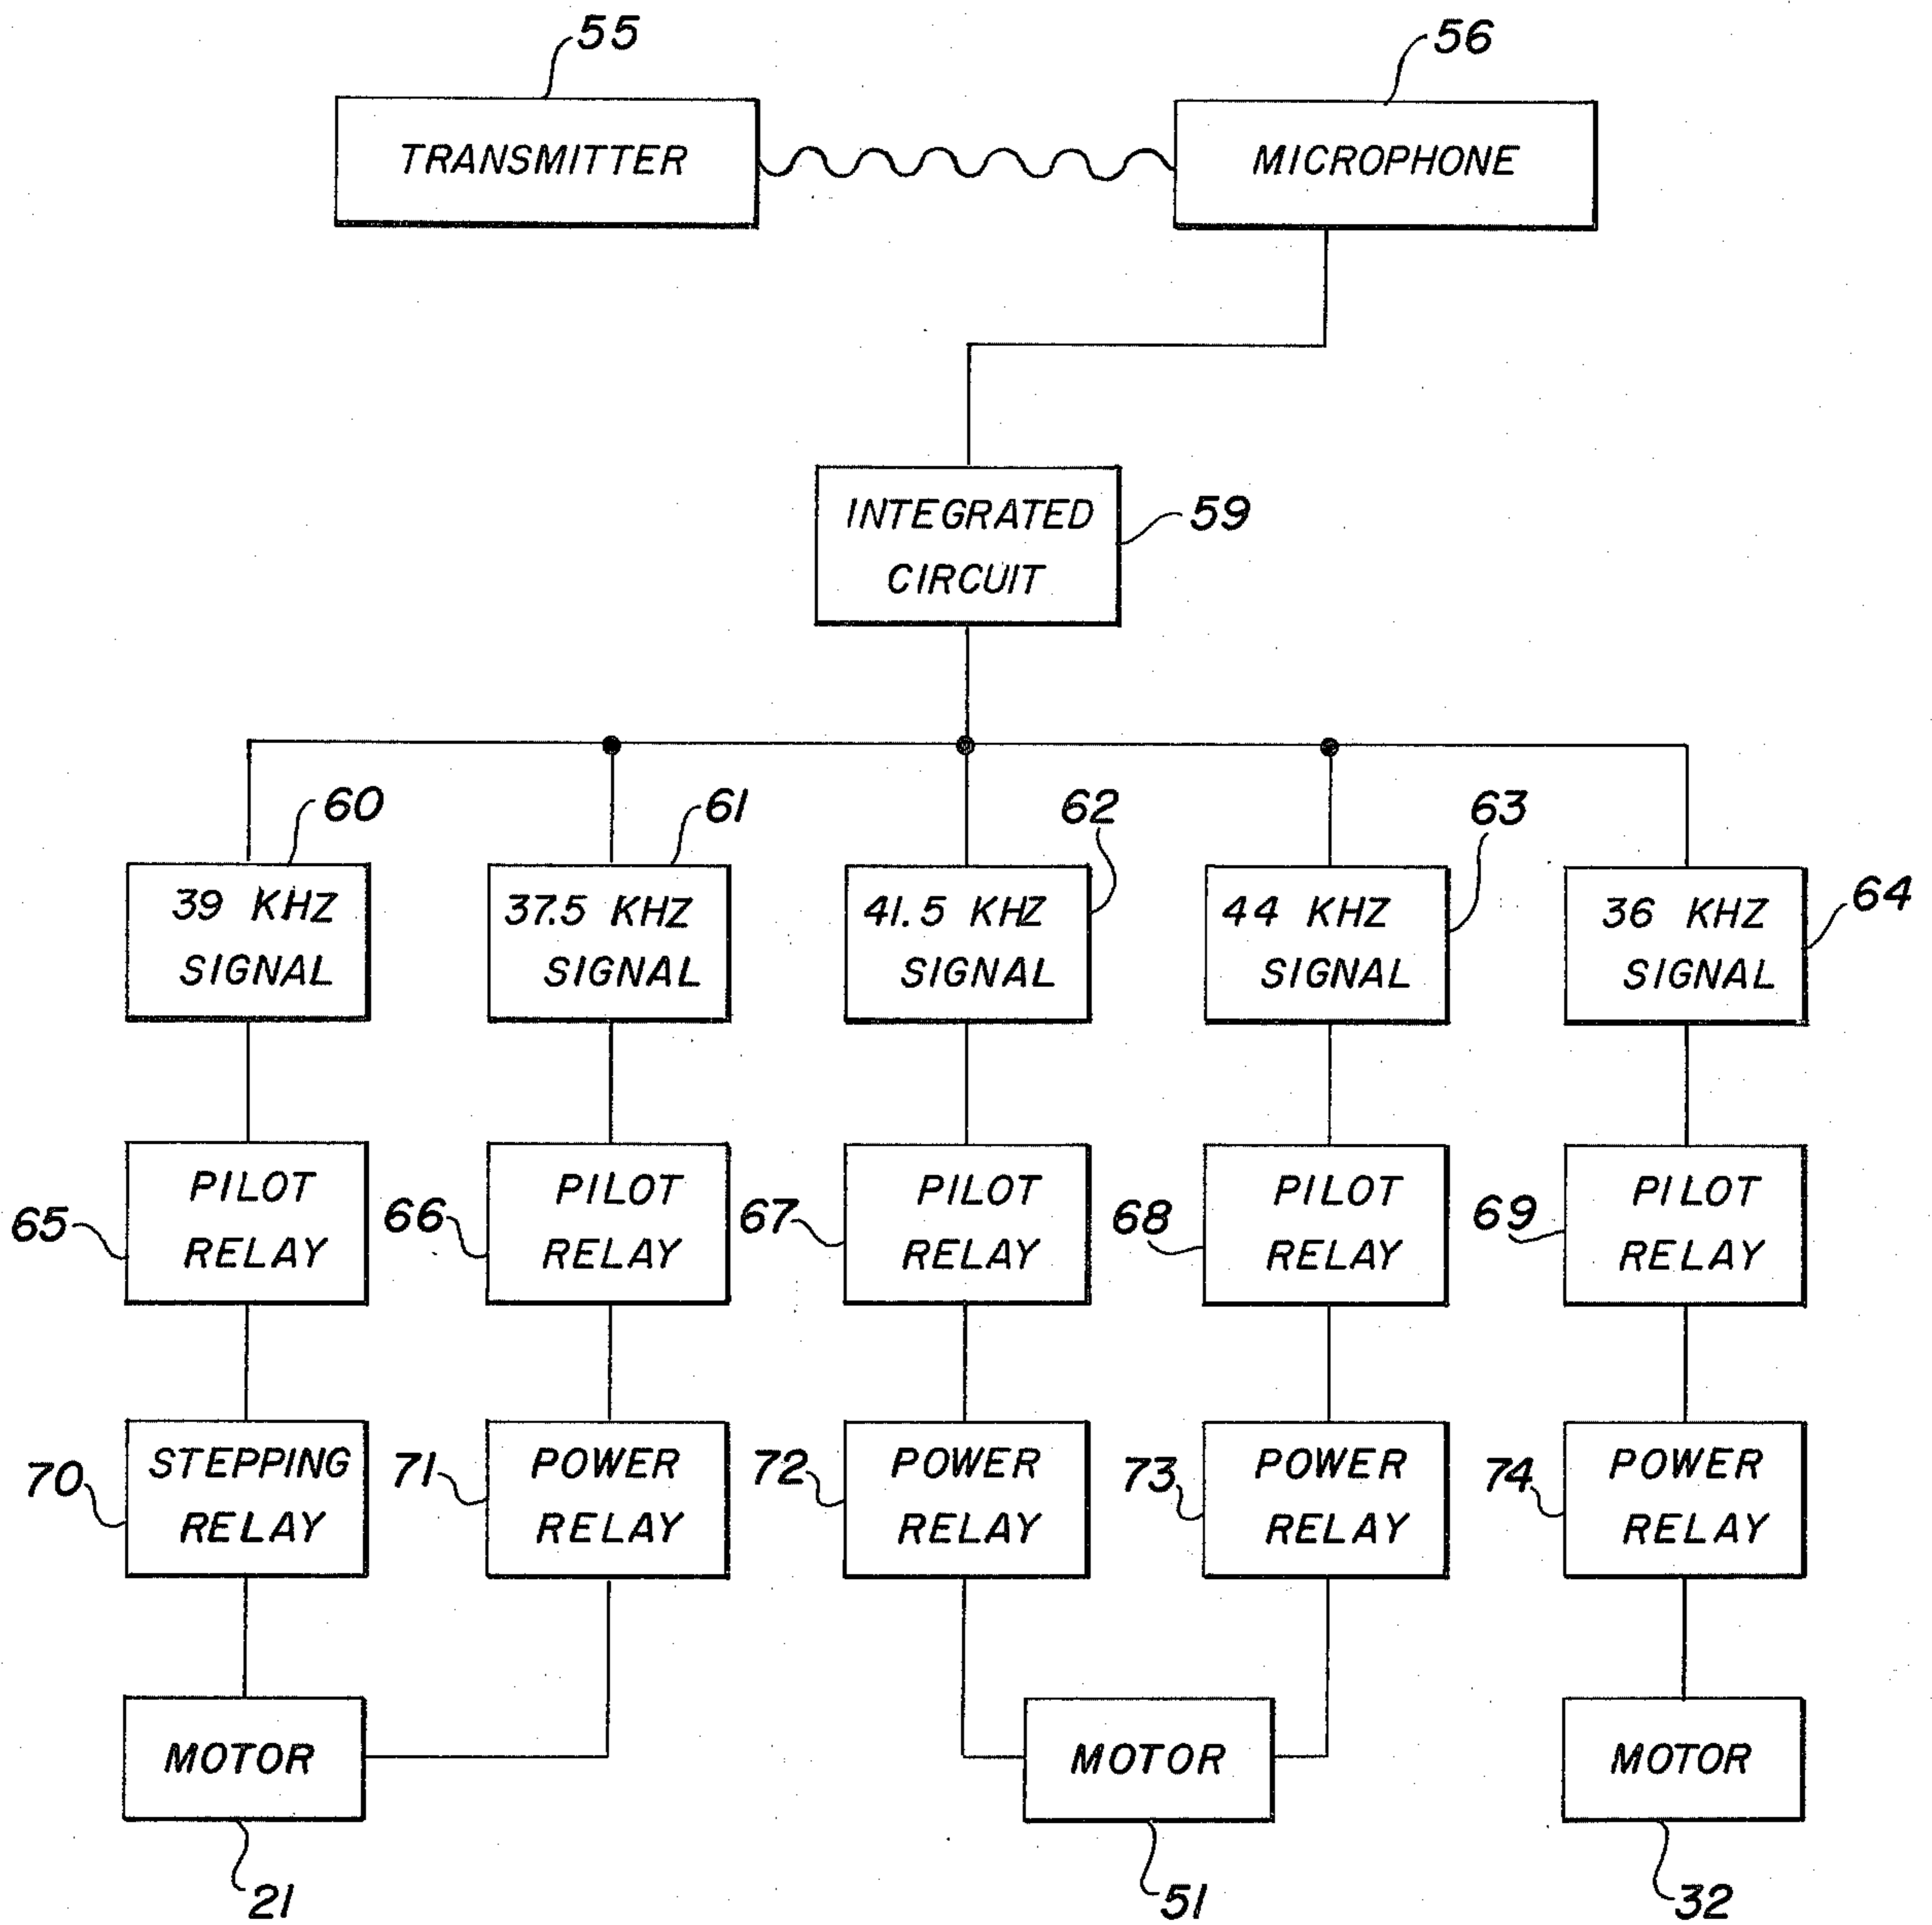 55
56
TRANSMITTER
MICROPHONE
INTEGRATED
CIRCUIT
59
60
61
62
63
64
39 KHZ
SIGNAL
37.5 KHZ
SIGNAL
41.5 KHZ
SIGNAL
44 KHZ
SIGNAL
36 KHZ
SIGNAL
65
PILOT
RELAY
66
PILOT
RELAY
67
PILOT
RELAY
68
PILOT
RELAY
69
PILOT
RELAY
70
STEPPING
RELAY
71
POWER
RELAY
72
POWER
RELAY
73
POWER
RELAY
74
POWER
RELAY
MOTOR
MOTOR
MOTOR
21
51
32